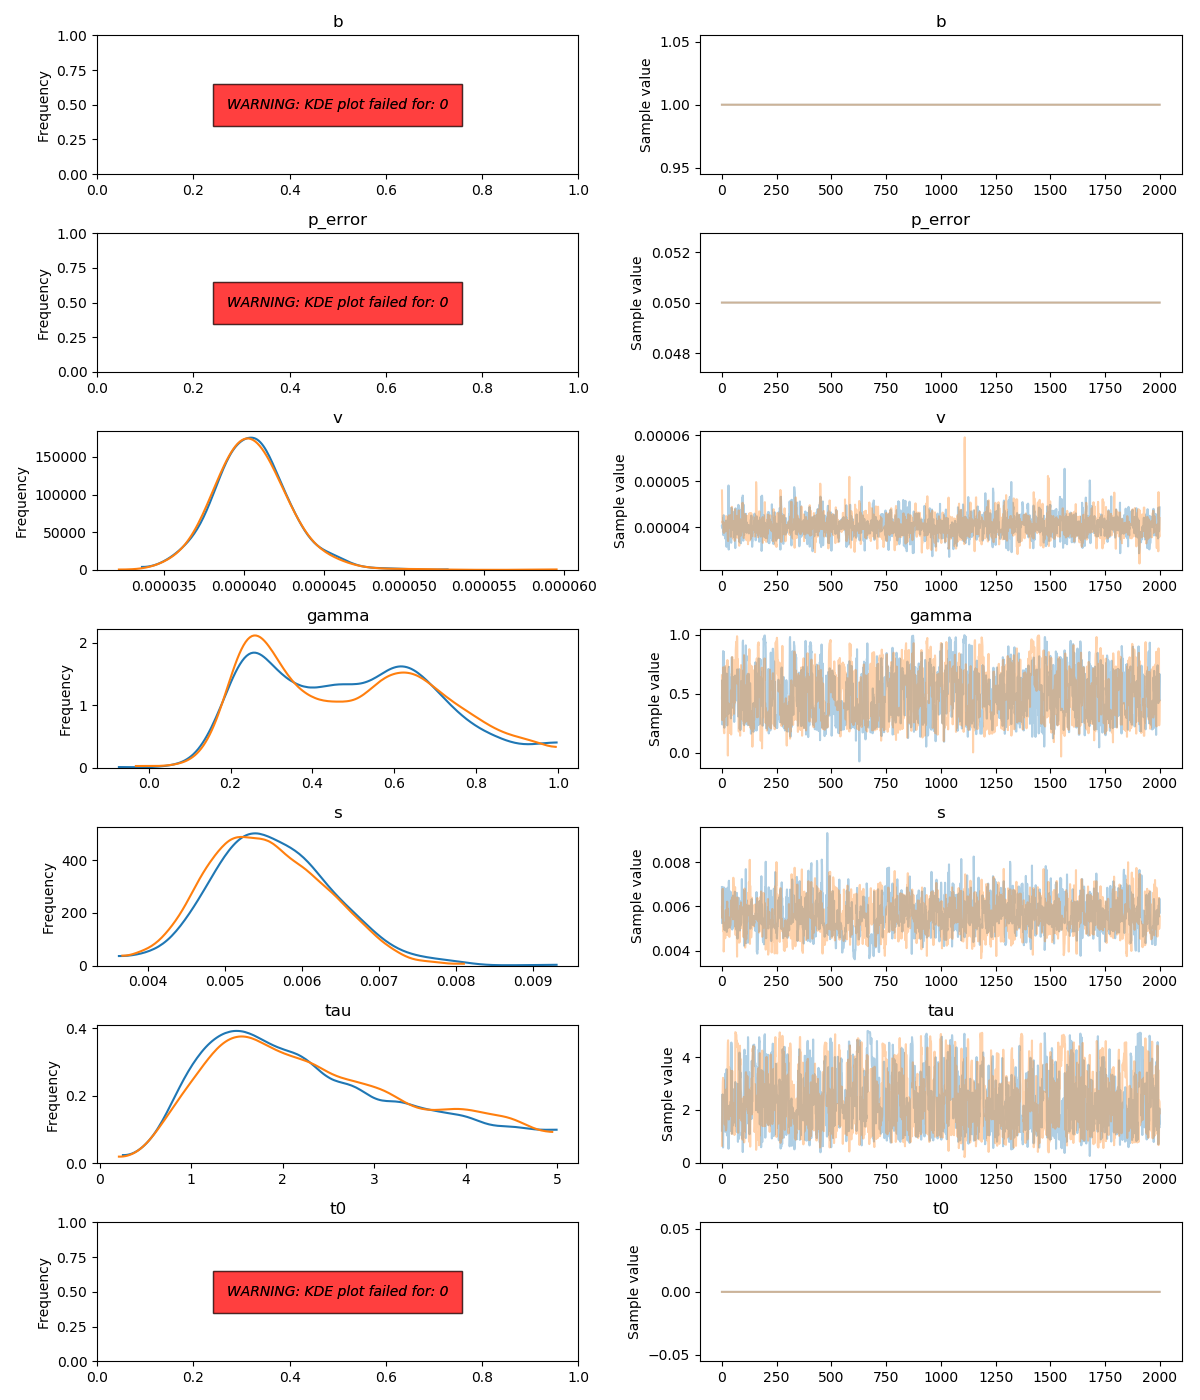 b
1.00
0.75
0.50
0.25
0.00
Frequency
WARNING: KDE plot failed for: 0
0.0 0.2 0.4 0.6 0.8 1.0
b
1.05
1.00
0.95
Sample value
0 250 500 750 1000 1250 1500 1750 2000
p_error
1.00
0.75
0.50
0.25
0.00
Frequency
WARNING: KDE plot failed for: 0
0.0 0.2 0.4 0.6 0.8 1.0
p_error
0.052
0.050
0.048
Sample value
0 250 500 750 1000 1250 1500 1750 2000
v
150000
100000
50000
0
Frequency
0.000035 0.000040 0.000045 0.000050 0.000055 0.000060
v
0.00006
0.00005
0.00004
Sample value
0 250 500 750 1000 1250 1500 1750 2000
gamma
2
1
0
Frequency
0.0 0.2 0.4 0.6 0.8 1.0
gamma
1.0
0.5
0.0
Sample value
0 250 500 750 1000 1250 1500 1750 2000
s
400
200
0
Frequency
0.004 0.005 0.006 0.007 0.008 0.009
s
0.008
0.006
0.004
Sample value
0 250 500 750 1000 1250 1500 1750 2000
tau
0.4
0.2
0.0
Frequency
0 1 2 3 4 5
tau
4
2
0
Sample value
0 250 500 750 1000 1250 1500 1750 2000
t0
1.00
0.75
0.50
0.25
0.00
Frequency
WARNING: KDE plot failed for: 0
0.0 0.2 0.4 0.6 0.8 1.0
t0
0.05
0.00
−0.05
Sample value
0 250 500 750 1000 1250 1500 1750 2000